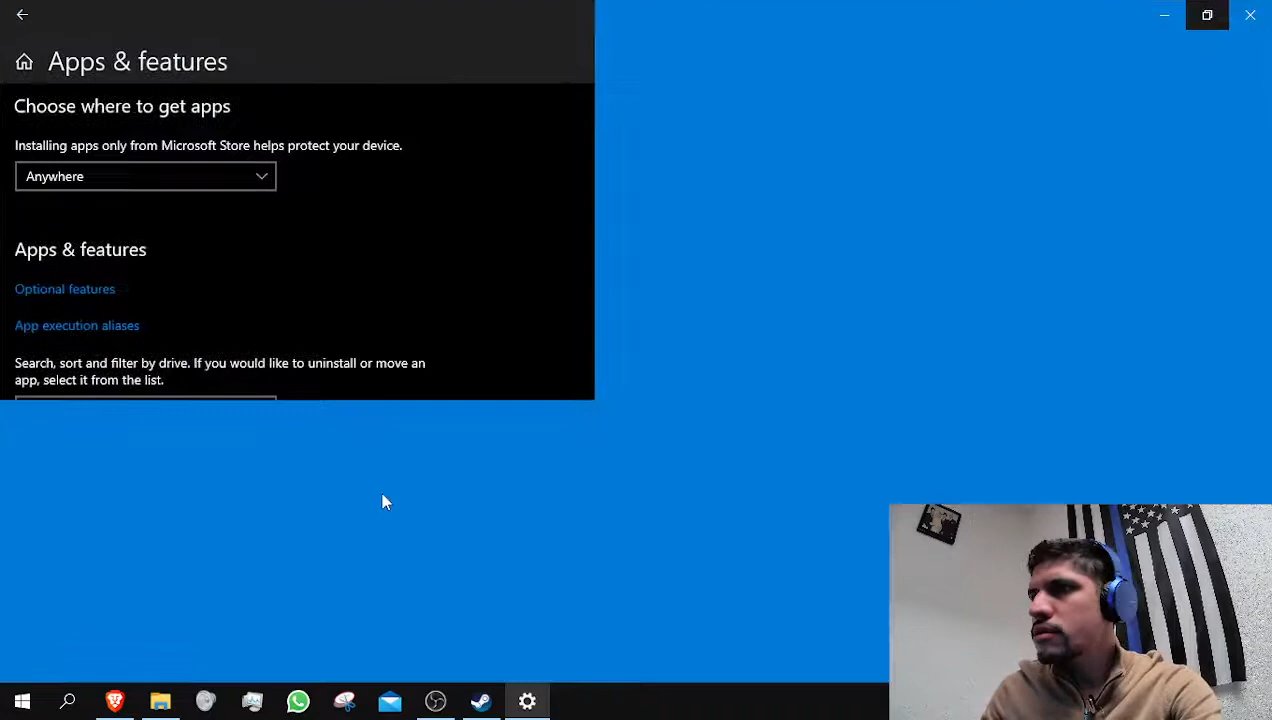 Apps & features
Choose where to get apps
Installing apps only from Microsoft Store helps protect your device.
Anywhere
Apps & features
Optional features
App execution aliases
Search, sort and filter by drive. If you would like to uninstall or move an
app, select it from the list.